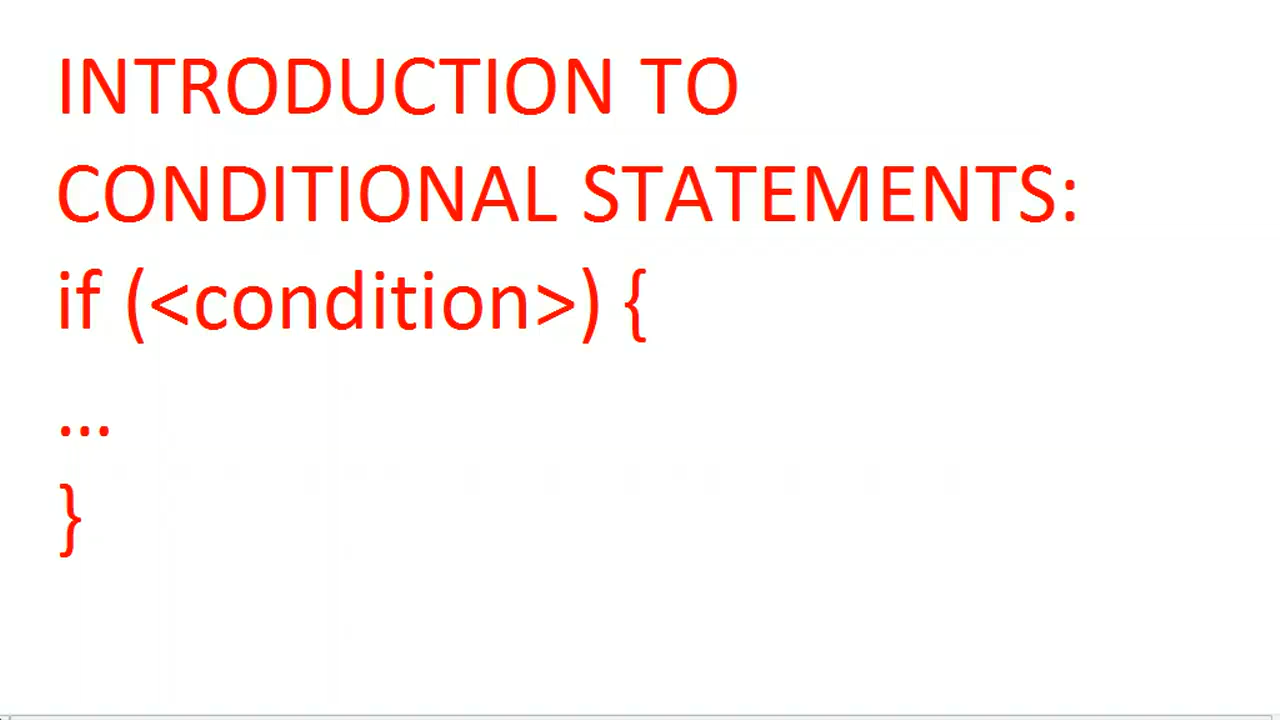 INTRODUCTION TO
CONDITIONAL STATEMENTS:
if (<condition>) {
...
}